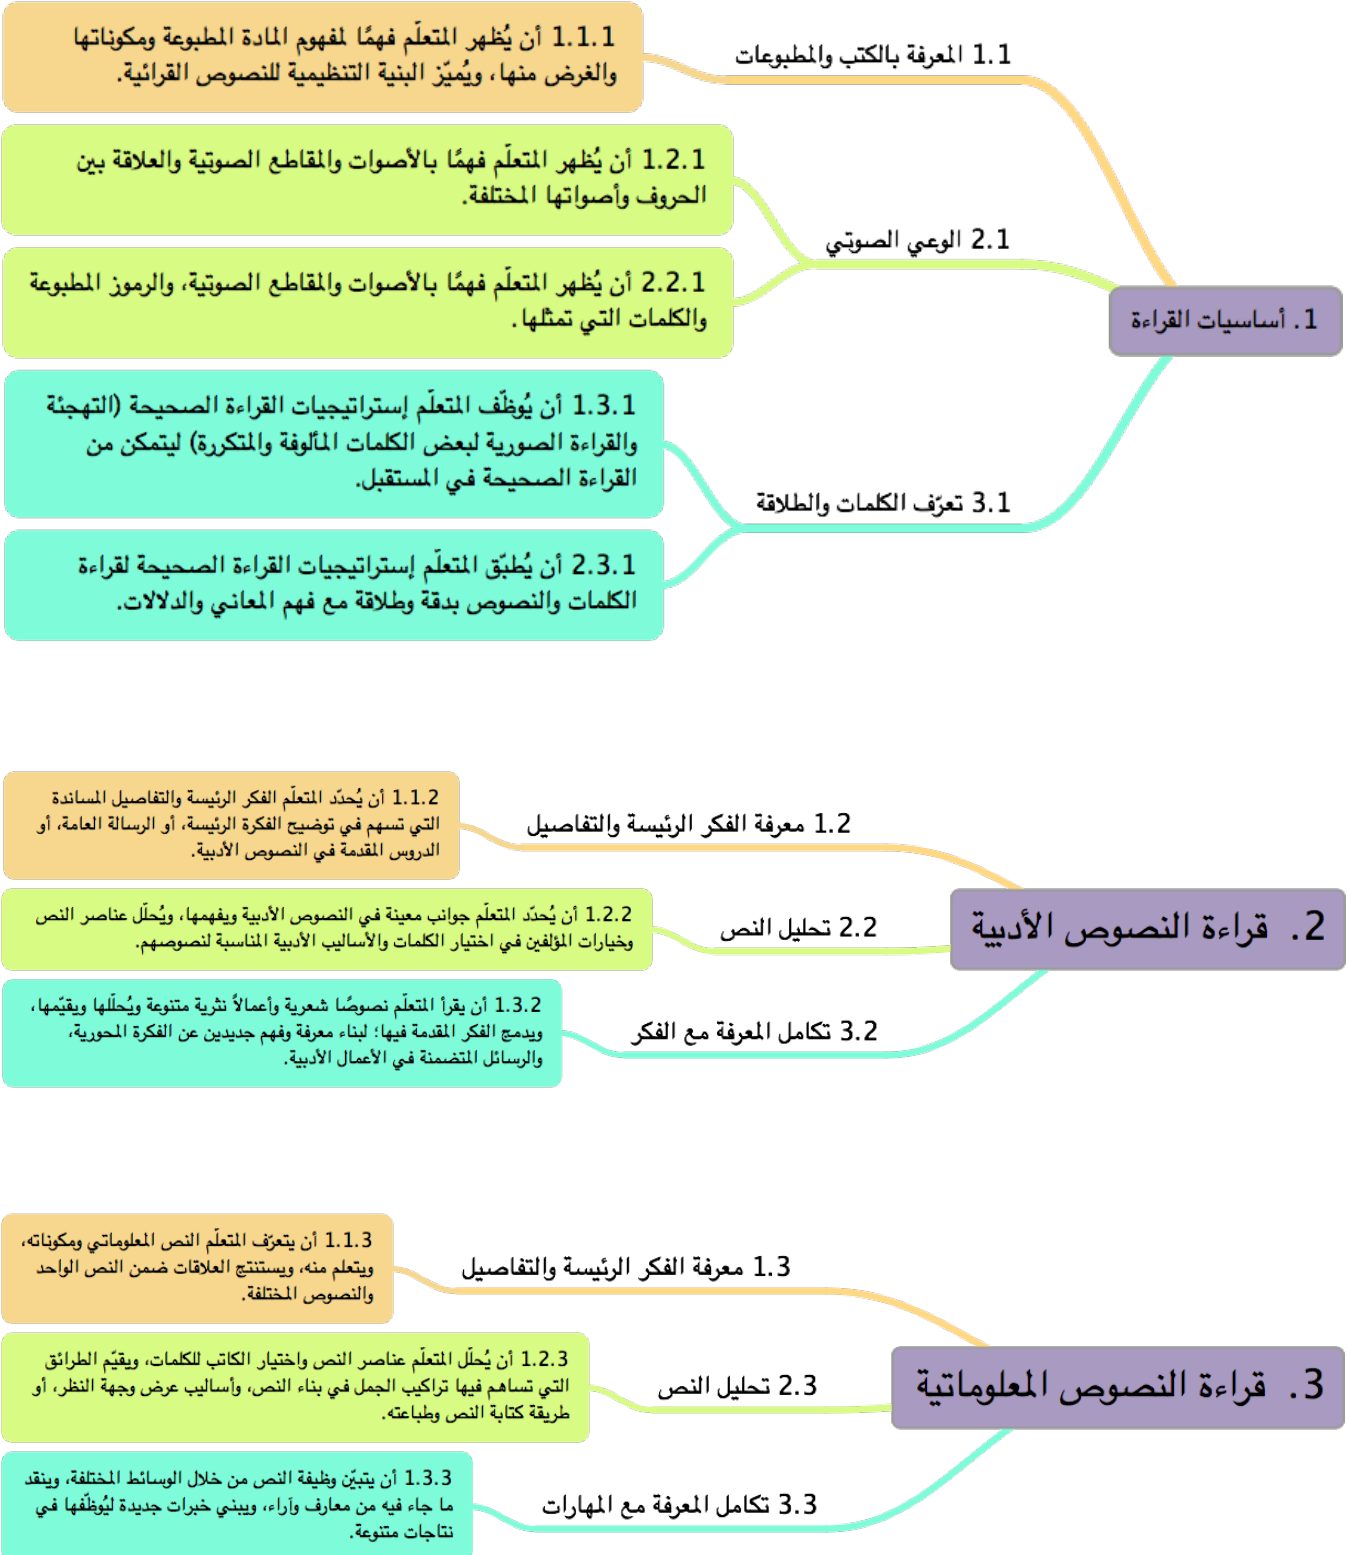 1. أساسيات القراءة
1.1 المعرفة بالكتب والمطبوعات
1.1.1 أن يُظهر المتعلّم فهمًا لمفهوم المادة المطبوعة ومكوناتها
والغرض منها، ويُميّز البنية التنظيمية للنصوص القرائية.
2.1 الوعي الصوتي
1.2.1 أن يُظهر المتعلّم فهمًا بالأصوات والمقاطع الصوتية والعلاقة بين
الحروف وأصواتها المختلفة.
2.2.1 أن يُظهر المتعلّم فهمًا بالأصوات والمقاطع الصوتية، والرموز المطبوعة
والكلمات التي تمثلها.
3.1 تعرّف الكلمات والطلاقة
1.3.1 أن يُوظّف المتعلّم إستراتيجيات القراءة الصحيحة (التهجئة
والقراءة الصورية لبعض الكلمات المألوفة والمتكررة) ليتمكن من
القراءة الصحيحة في المستقبل.
2.3.1 أن يُطبّق المتعلّم إستراتيجيات القراءة الصحيحة لقراءة
الكلمات والنصوص بدقة وطلاقة مع فهم المعاني والدلالات.
2. قراءة النصوص الأدبية
1.2 معرفة الفكر الرئيسة والتفاصيل
1.1.2 أن يُحدّد المتعلّم الفكر الرئيسة والتفاصيل المساندة
التي تسهم في توضيح الفكرة الرئيسة، أو الرسالة العامة، أو
الدروس المقدمة في النصوص الأدبية.
2.2 تحليل النص
1.2.2 أن يُحدّد المتعلّم جوانب معينة في النصوص الأدبية ويفهمها، ويُحلّل عناصر النص
وخيارات المؤلفين في اختيار الكلمات والأساليب الأدبية المناسبة لنصوصهم.
3.2 تكامل المعرفة مع الفكر
1.3.2 أن يقرأ المتعلّم نصوصًا شعرية وأعمالاً نثرية متنوعة ويُحلّلها ويقيّمها،
ويدمج الفكر المقدمة فيها؛ لبناء معرفة وفهم جديدين عن الفكرة المحورية،
والرسائل المتضمنة في الأعمال الأدبية.
3. قراءة النصوص المعلوماتية
1.3 معرفة الفكر الرئيسة والتفاصيل
1.1.3 أن يتعرّف المتعلّم النص المعلوماتي ومكوناته،
ويتعلم منه، ويستنتج العلاقات ضمن النص الواحد
والنصوص المختلفة.
2.3 تحليل النص
1.2.3 أن يُحلّل المتعلّم عناصر النص واختيار الكاتب للكلمات، ويقيّم الطرائق
التي تساهم فيها تراكيب الجمل في بناء النص، وأساليب عرض وجهة النظر، أو
طريقة كتابة النص وطباعته.
3.3 تكامل المعرفة مع المهارات
1.3.3 أن يتبيّن وظيفة النص من خلال الوسائط المختلفة، وينقد
ما جاء فيه من معارف وآراء، ويبني خبرات جديدة ليُوظّفها في
نتاجات متنوعة.